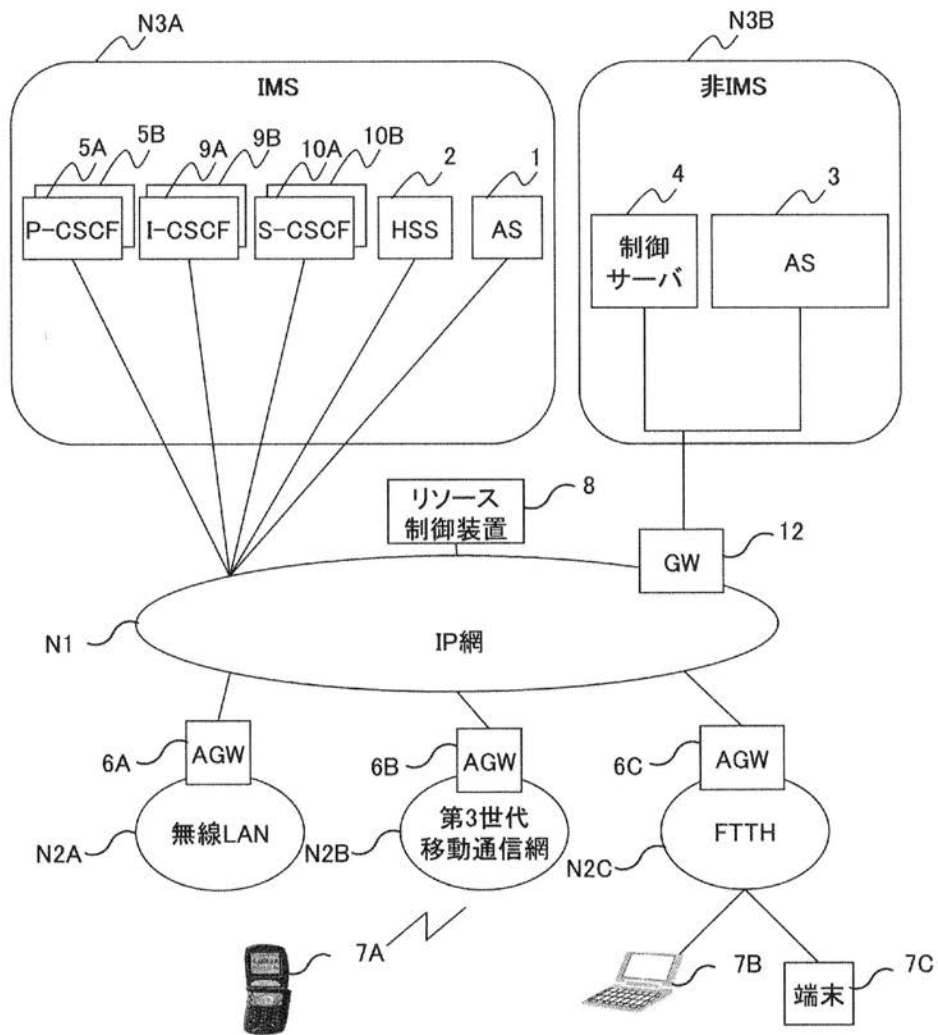 N3A
N3B
IMS
非IMS
5A
5B
9A
9B
10A
10B
2
1
4
3
P-CSCF
I-CSCF
S-CSCF
HSS
AS
制御
サーバ
AS
リソース
制御装置
8
12
GW
N1
IP網
6A
AGW
6B
AGW
6C
AGW
N2A
無線LAN
N2B
第3世代
移動通信網
N2C
FTTH
7A
7B
7C
端末